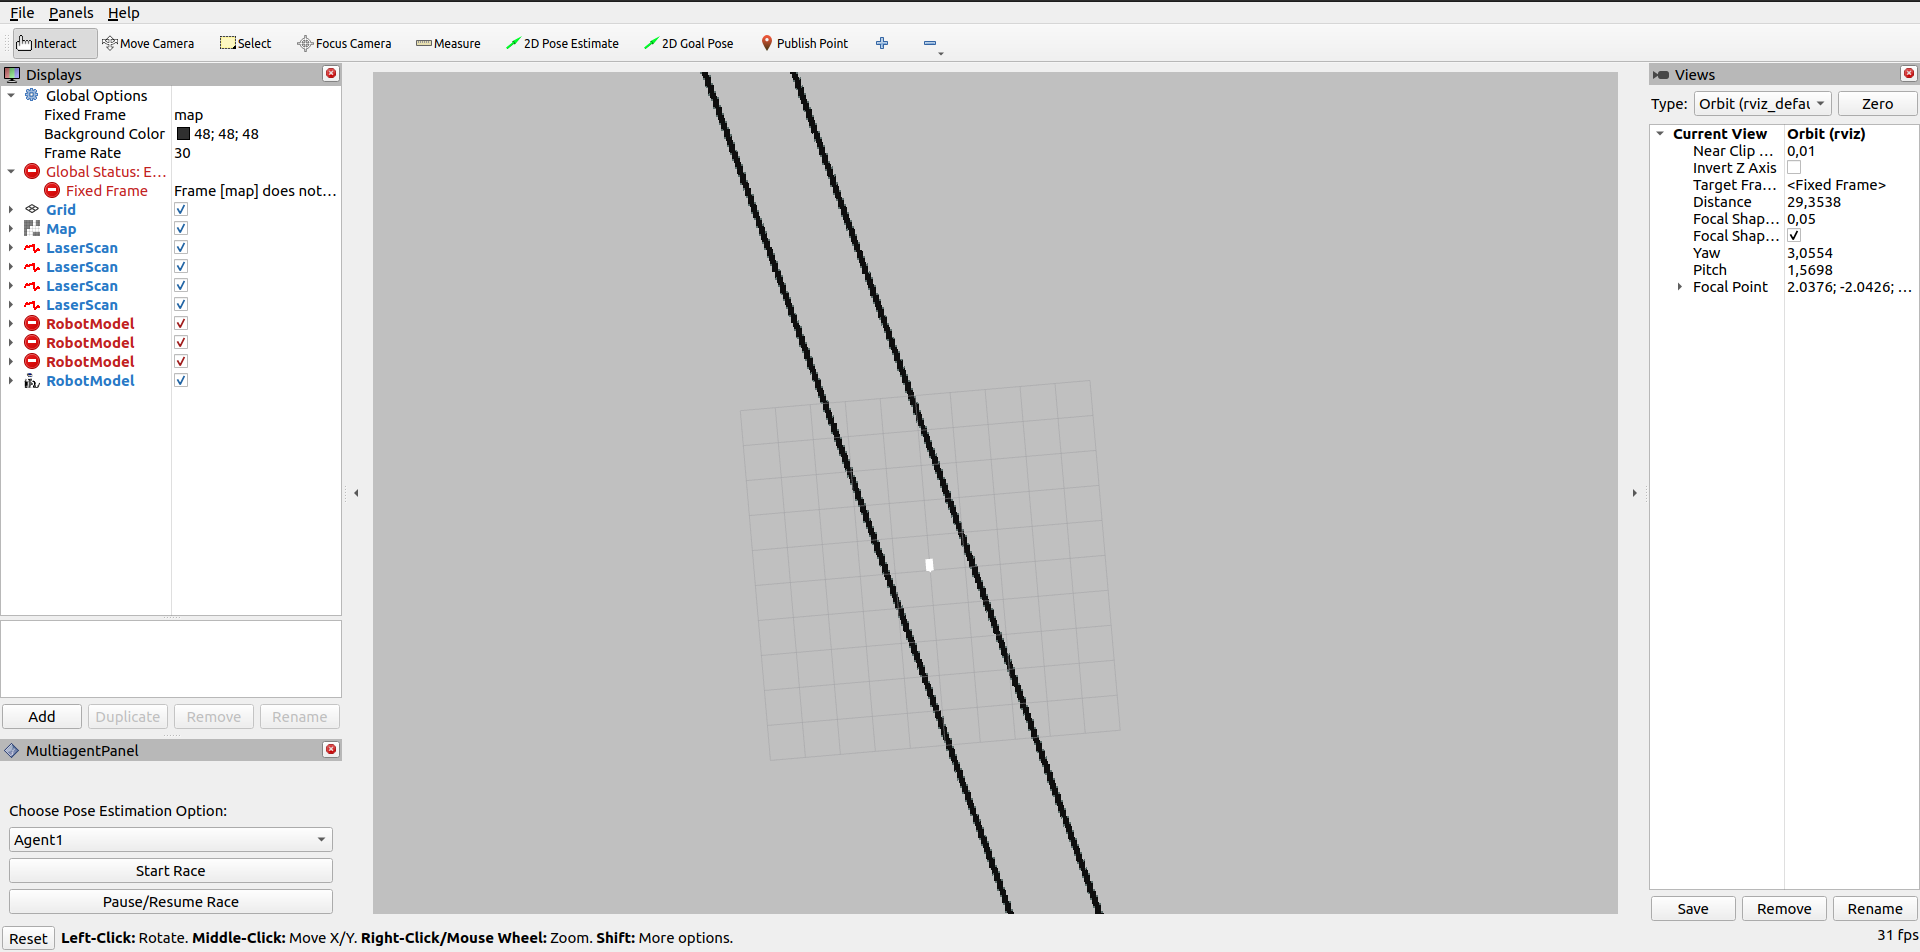 File Panels Help
Interact Move Camera Select Focus Camera Measure 2D Pose Estimate 2D Goal Pose Publish Point
Displays
Global Options
Fixed Frame map
Background Color 48; 48; 48
Frame Rate 30
Global Status: E...
Fixed Frame Frame [map] does not...
Grid
Map
LaserScan
LaserScan
LaserScan
LaserScan
RobotModel
RobotModel
RobotModel
RobotModel
Add Duplicate Remove Rename
MultiagentPanel
Choose Pose Estimation Option:
Agent1
Start Race
Pause/Resume Race
Reset Left-Click: Rotate. Middle-Click: Move X/Y. Right-Click/Mouse Wheel: Zoom. Shift: More options.
Views
Type: Orbit (rviz_defau Zero
Current View Orbit (rviz)
Near Clip ... 0,01
Invert Z Axis
Target Fra... <Fixed Frame>
Distance 29,3538
Focal Shap... 0,05
Focal Shap...
Yaw 3,0554
Pitch 1,5698
Focal Point 2.0376; -2.0426; ...
Save Remove Rename
31 fps